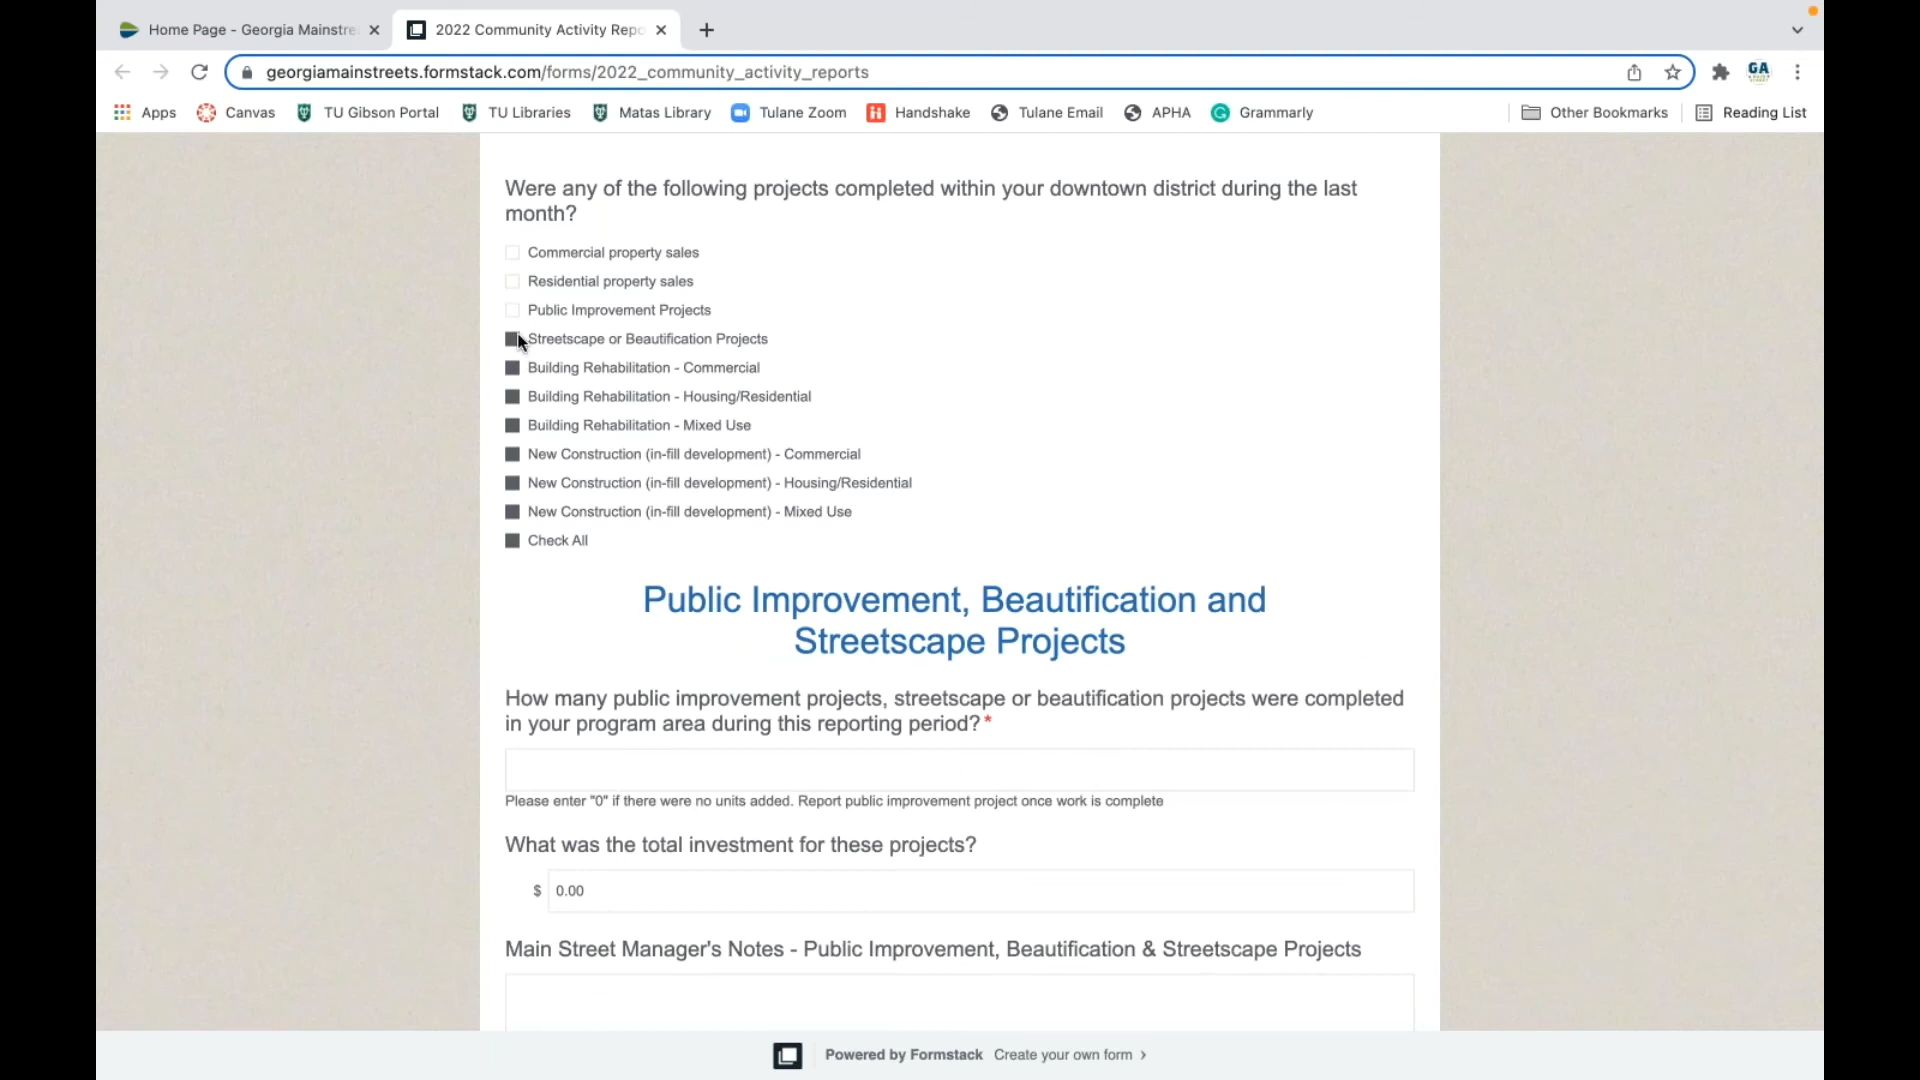 Home Page - Georgia Mainstre
2022 Community Activity Repo
georgiamainstreets.formstack.com/forms/2022_community_activity_reports
GA
Apps
Canvas
TU Gibson Portal
TU Libraries
Matas Library
Tulane Zoom
Handshake
Tulane Email
APHA
Grammarly
Other Bookmarks
Reading List
Were any of the following projects completed within your downtown district during the last
month?
Commercial property sales
Residential property sales
Public Improvement Projects
Streetscape or Beautification Projects
Building Rehabilitation - Commercial
Building Rehabilitation - Housing/Residential
Building Rehabilitation - Mixed Use
New Construction (in-fill development) - Commercial
New Construction (in-fill development) - Housing/Residential
New Construction (in-fill development) - Mixed Use
Check All
Public Improvement, Beautification and
Streetscape Projects
How many public improvement projects, streetscape or beautification projects were completed
in your program area during this reporting period?*
Please enter "0" if there were no units added. Report public improvement project once work is complete
What was the total investment for these projects?
$ 0.00
Main Street Manager's Notes - Public Improvement, Beautification & Streetscape Projects
Powered by Formstack Create your own form ›